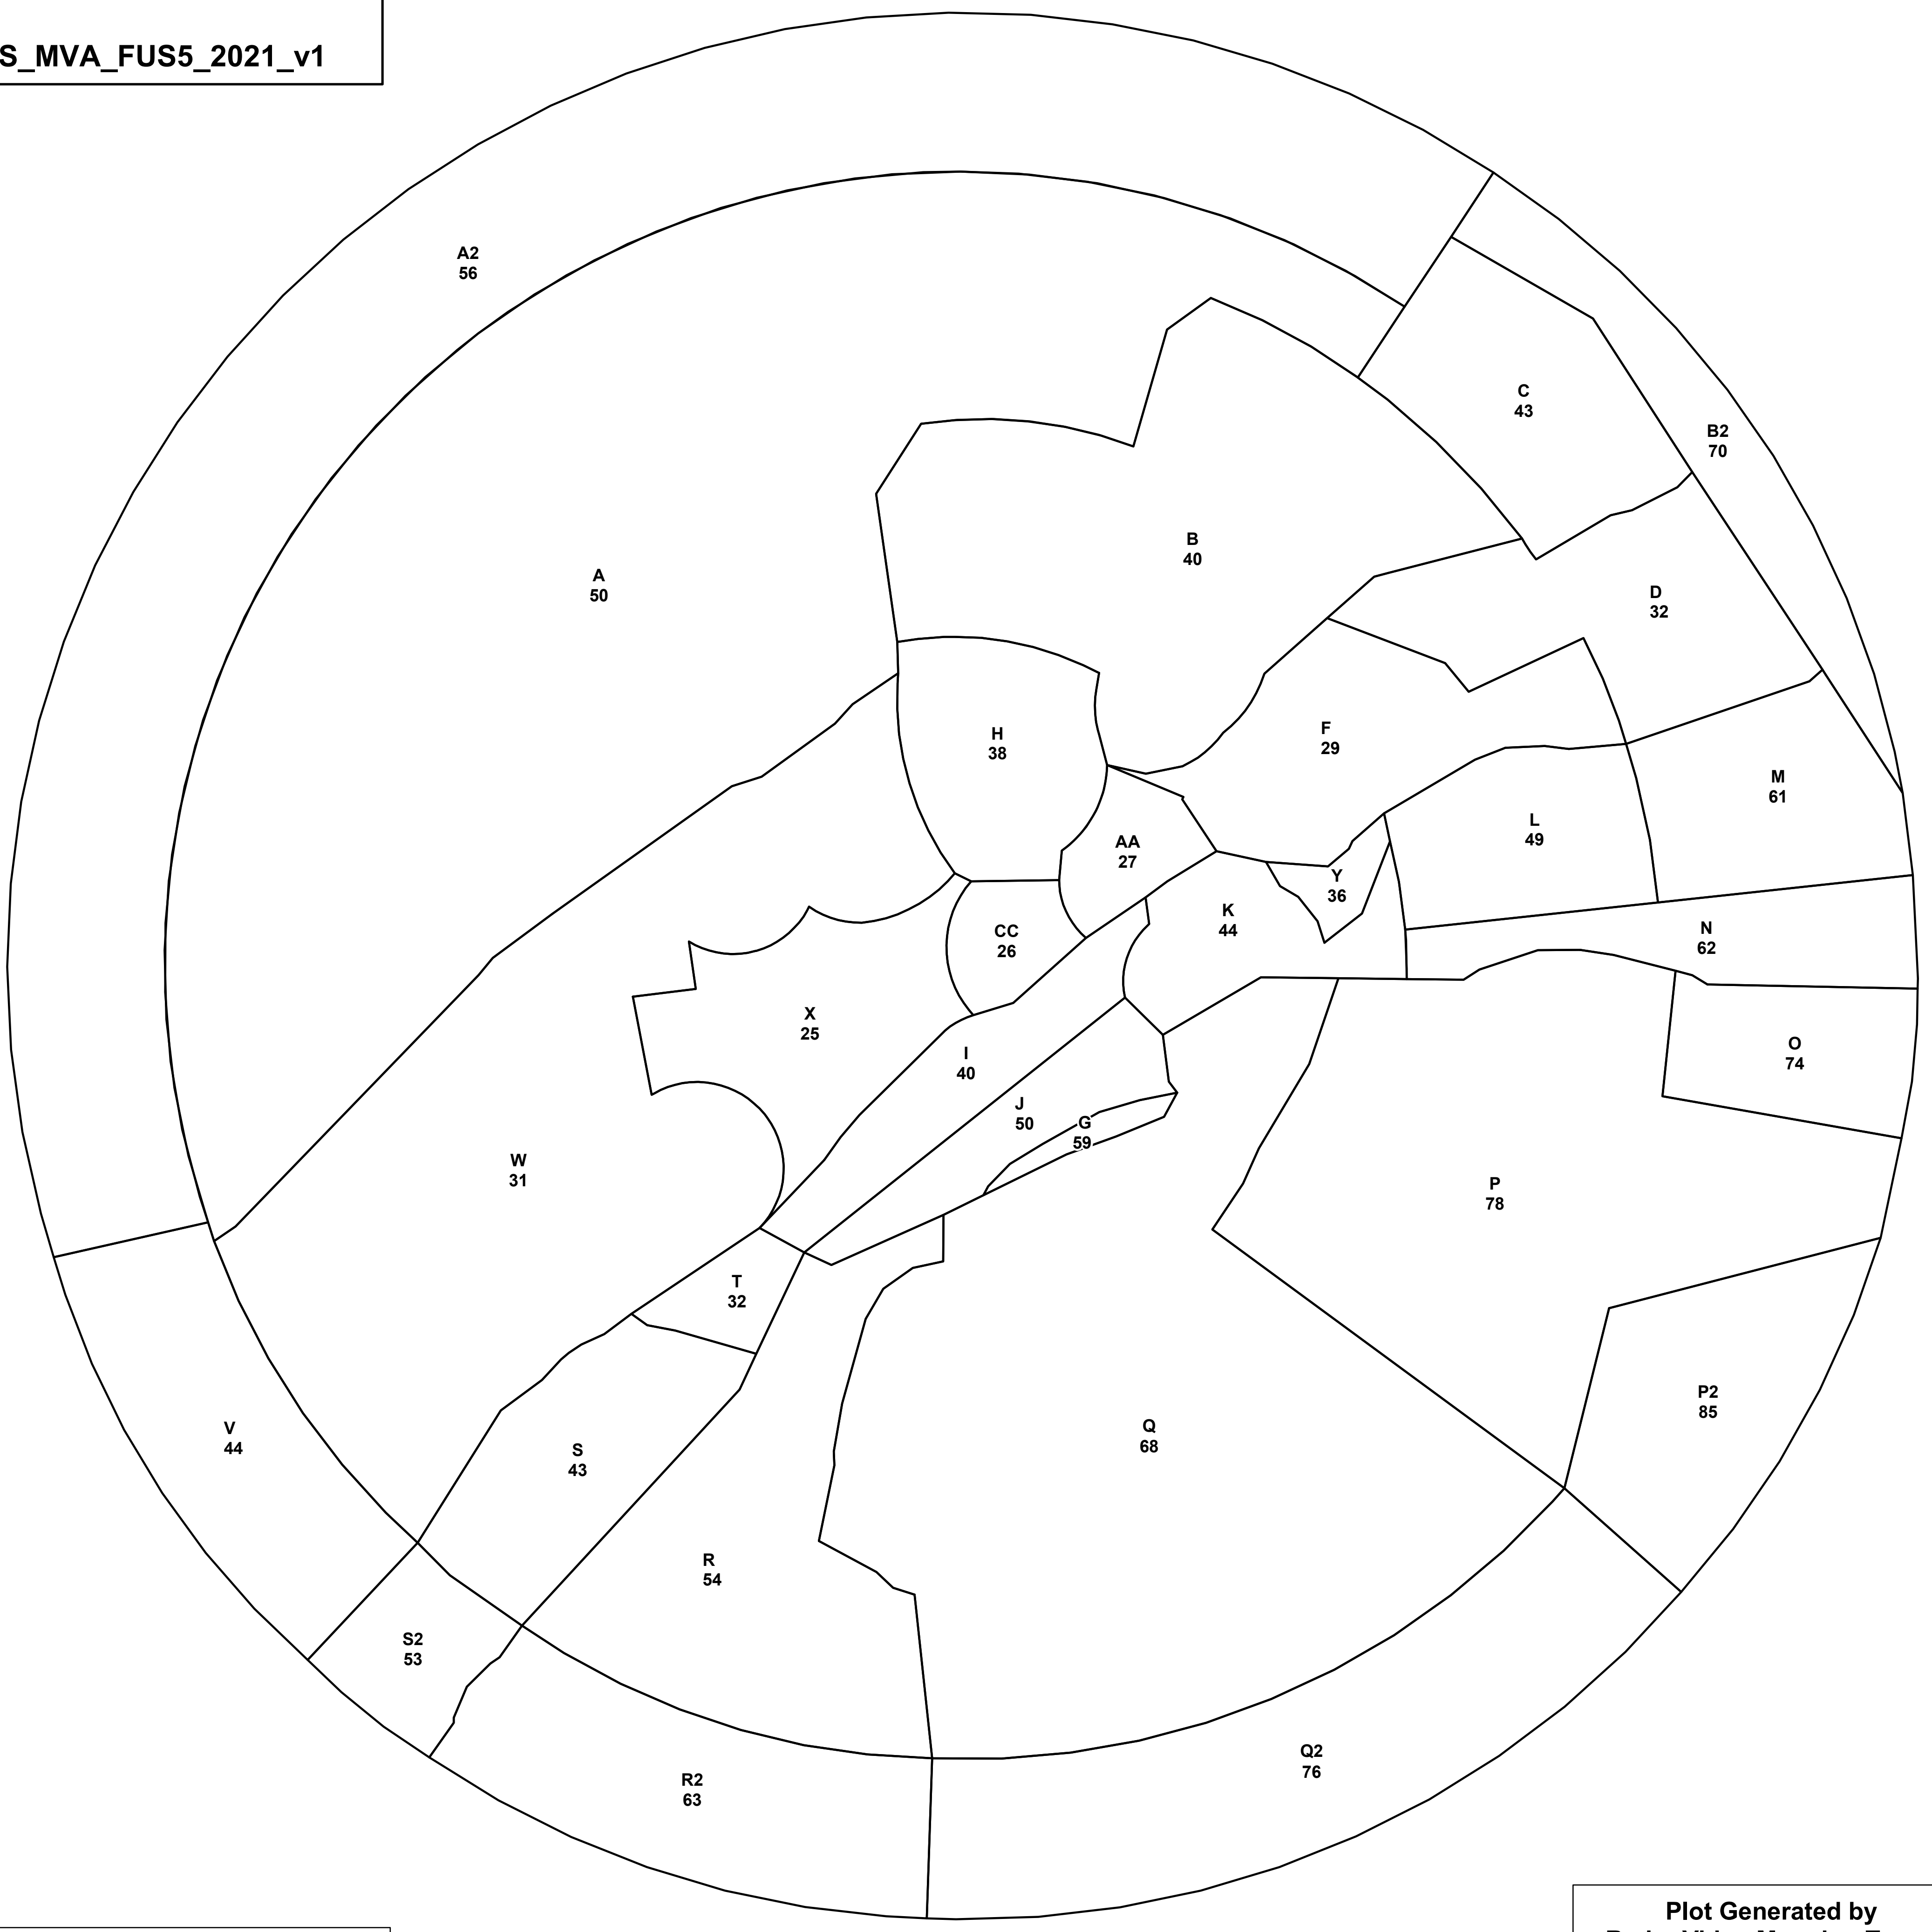 S_MVA_FUS5_2021_v1
A2
56
C
43
B2
70
B
40
A
50
D
32
H
38
F
29
M
61
L
49
AA
27
Y
36
K
44
N
62
CC
26
X
25
I
40
O
74
J
50
G
59
W
31
P
78
T
32
P2
85
V
44
S
43
Q
68
R
54
S2
53
Q2
76
R2
63
Plot Generated by